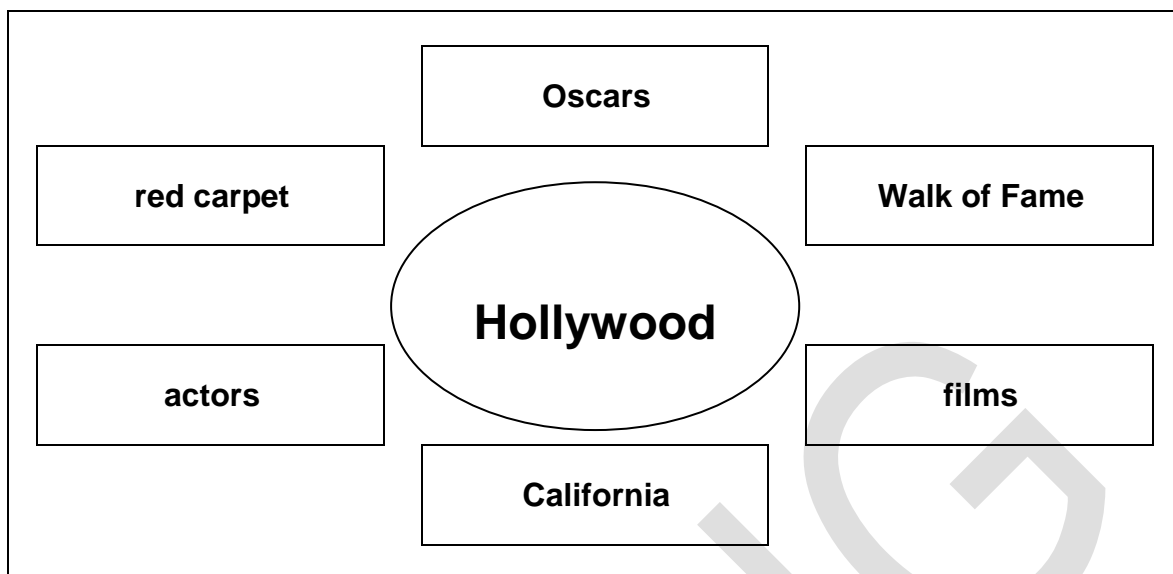 Oscars
red carpet
Walk of Fame
Hollywood
actors
films
California